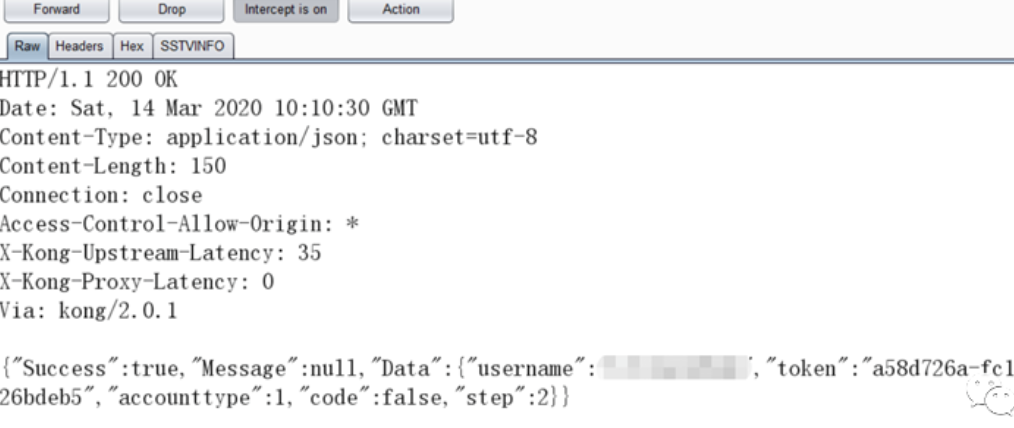 Forward Drop Intercept is on Action
Raw Headers Hex SSTVINFO
HTTP/1.1 200 OK
Date: Sat, 14 Mar 2020 10:10:30 GMT
Content-Type: application/json; charset=utf-8
Content-Length: 150
Connection: close
Access-Control-Allow-Origin: *
X-Kong-Upstream-Latency: 35
X-Kong-Proxy-Latency: 0
Via: kong/2.0.1
{"Success":true,"Message":null,"Data":{"username": ,"token":"a58d726a-fc1
26bdeb5","accounttype":1,"code":false,"step":2}}